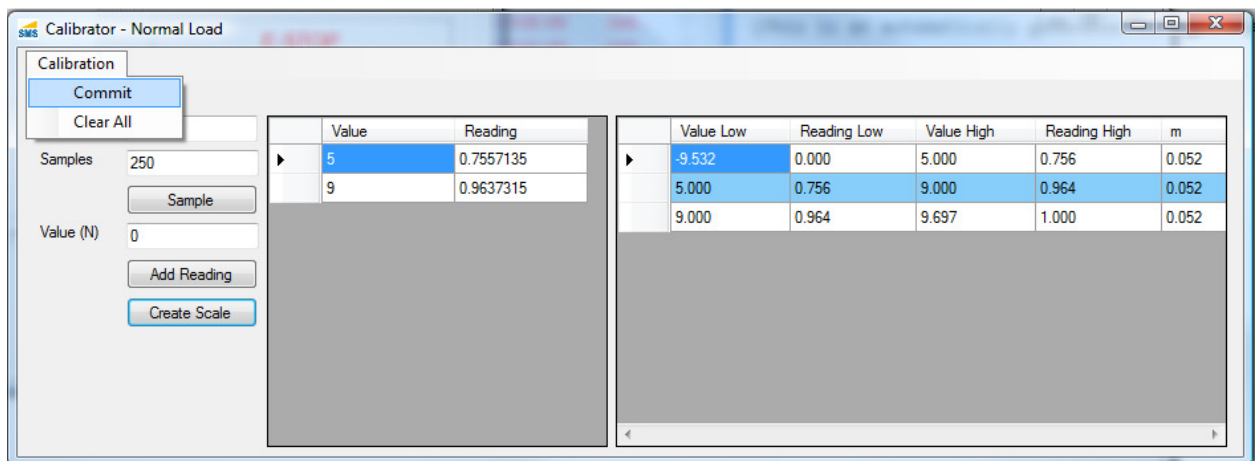 SMS Calibrator - Normal Load
Calibration
Commit
Clear All
Samples 250
Sample
Value (N) 0
Add Reading
Create Scale
Value Reading
5 0.7557135
9 0.9637315
Value Low Reading Low Value High Reading High m
-9.532 0.000 5.000 0.756 0.052
5.000 0.756 9.000 0.964 0.052
9.000 0.964 9.697 1.000 0.052